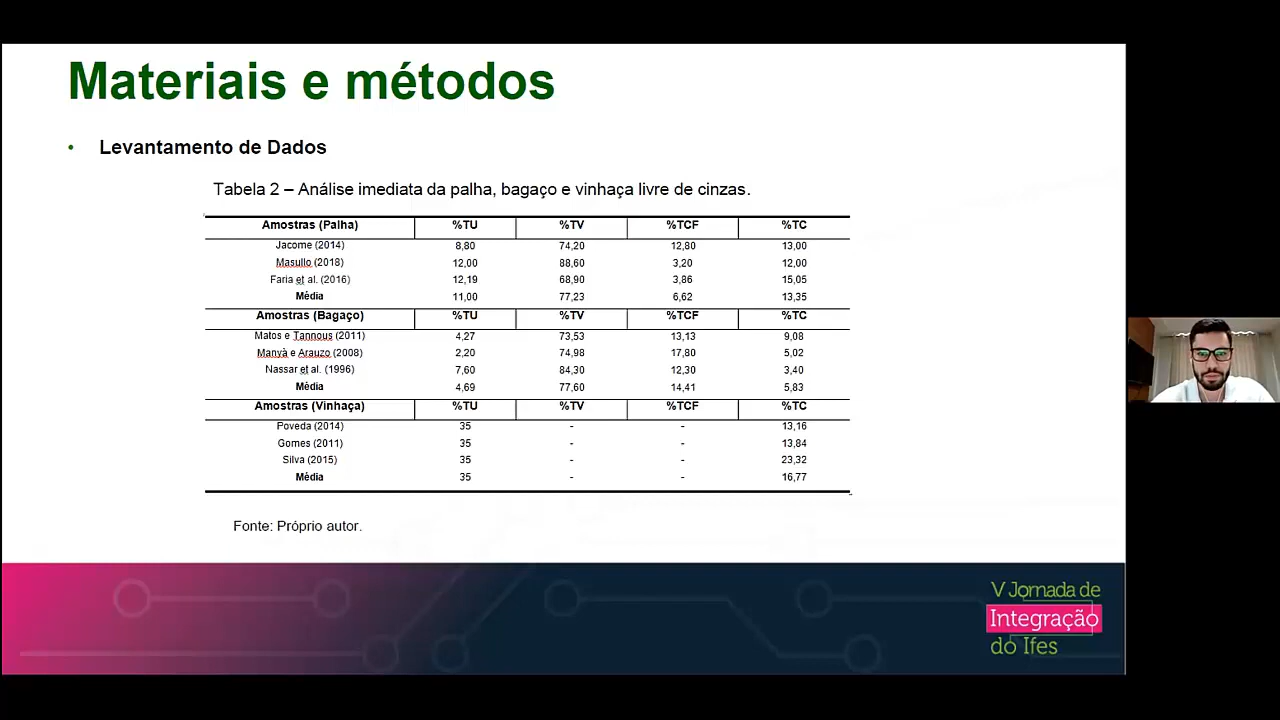 Materiais e métodos
• Levantamento de Dados
Tabela 2 – Análise imediata da palha, bagaço e vinhaça livre de cinzas.
Amostras (Palha) %TU %TV %TCF %TC
Jacome (2014) 8,80 74,20 12,80 13,00
Masullo (2018) 12,00 88,60 3,20 12,00
Faria et al. (2016) 12,19 68,90 3,86 15,05
Média 11,00 77,23 6,62 13,35
Amostras (Bagaço) %TU %TV %TCF %TC
Matos e Tannous (2011) 4,27 73,53 13,13 9,08
Manyà e Arauzo (2008) 2,20 74,98 17,80 5,02
Nassar et al. (1996) 7,60 84,30 12,30 3,40
Média 4,69 77,60 14,41 5,83
Amostras (Vinhaça) %TU %TV %TCF %TC
Poveda (2014) 35 - - 13,16
Gomes (2011) 35 - - 13,84
Silva (2015) 35 - - 23,32
Média 35 - - 16,77
Fonte: Próprio autor.
V Jornada de
Integração
do Ifes